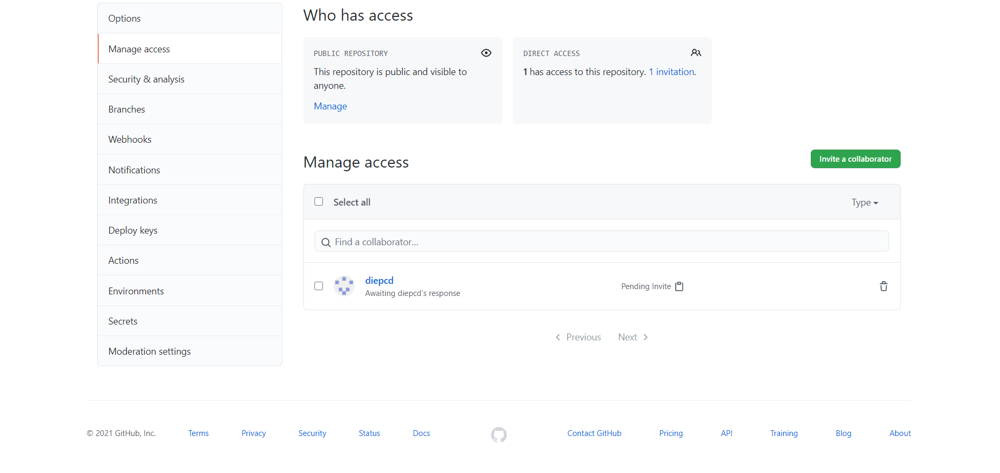 Options
Manage access
Security & analysis
Branches
Webhooks
Notifications
Integrations
Deploy keys
Actions
Environments
Secrets
Moderation settings
Who has access
PUBLIC REPOSITORY
This repository is public and visible to
anyone.
Manage
DIRECT ACCESS
1 has access to this repository. 1 invitation.
Manage access
Invite a collaborator
Select all
Type
Find a collaborator...
diepcd
Awaiting diepcd's response
Pending Invite
Previous
Next
© 2021 GitHub, Inc.
Terms
Privacy
Security
Status
Docs
Contact GitHub
Pricing
API
Training
Blog
About